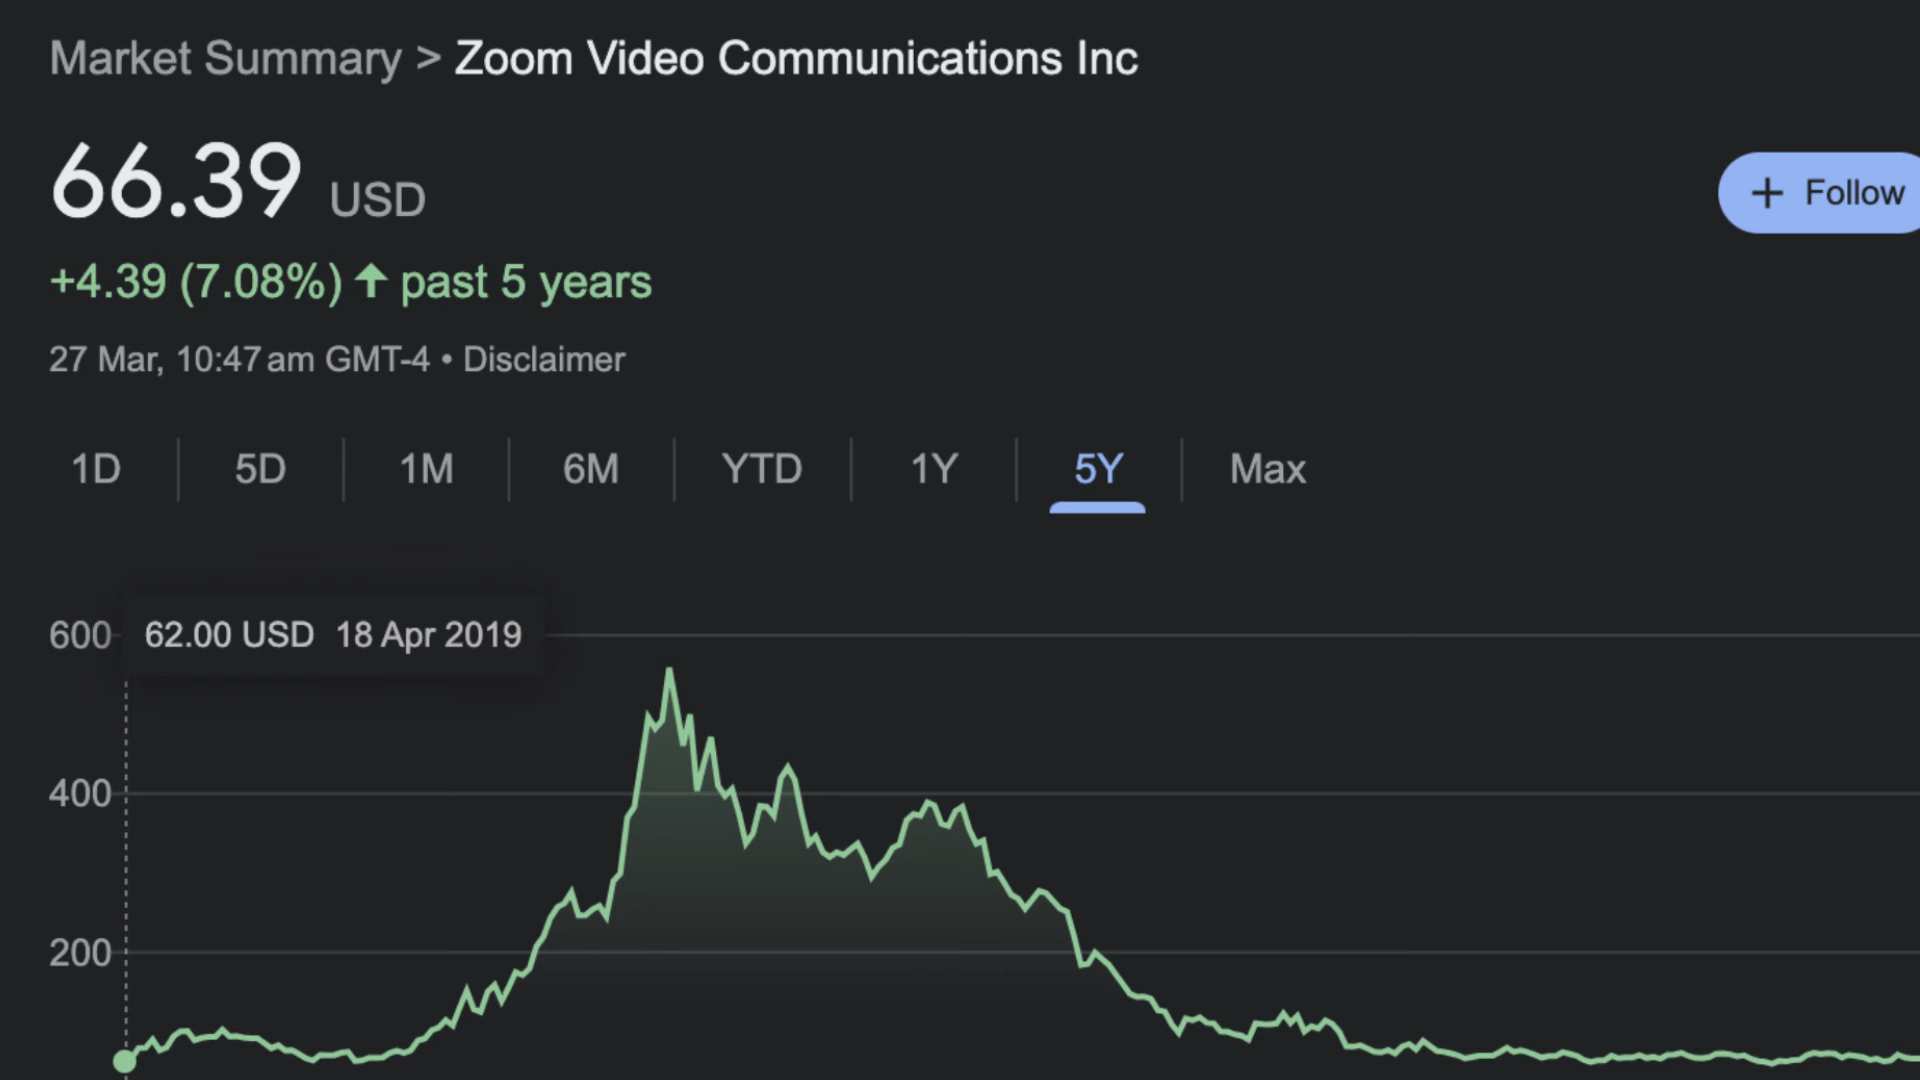 Market Summary > Zoom Video Communications Inc
66.39 USD
+ Follow
+4.39 (7.08%) ↑ past 5 years
27 Mar, 10:47 am GMT-4 • Disclaimer
1D 5D 1M 6M YTD 1Y 5Y Max
600 62.00 USD 18 Apr 2019
400
200